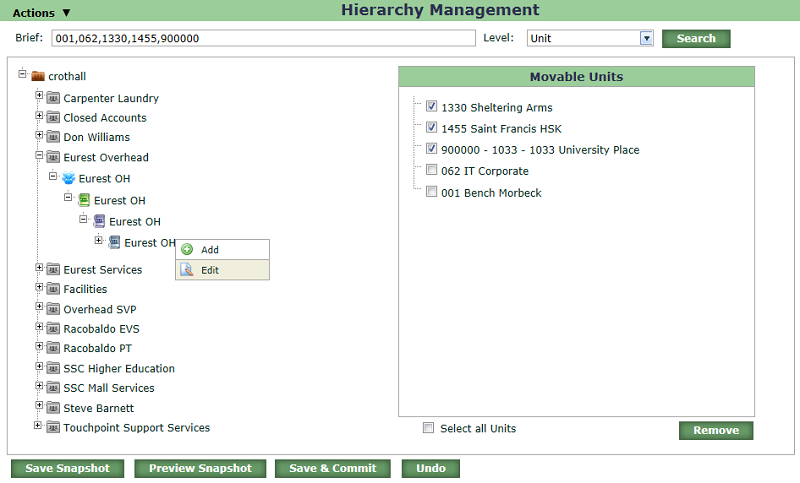 Actions ▼
Hierarchy Management
Brief: 001,062,1330,1455,900000 Level: Unit Search
crothall
Carpenter Laundry
Closed Accounts
Don Williams
Eurest Overhead
Eurest OH
Eurest OH
Eurest OH
Eurest OH
Add
Edit
Eurest Services
Facilities
Overhead SVP
Racobaldo EVS
Racobaldo PT
SSC Higher Education
SSC Mall Services
Steve Barnett
Touchpoint Support Services
Movable Units
1330 Sheltering Arms
1455 Saint Francis HSK
900000 - 1033 - 1033 University Place
062 IT Corporate
001 Bench Morbeck
Select all Units Remove
Save Snapshot Preview Snapshot Save & Commit Undo